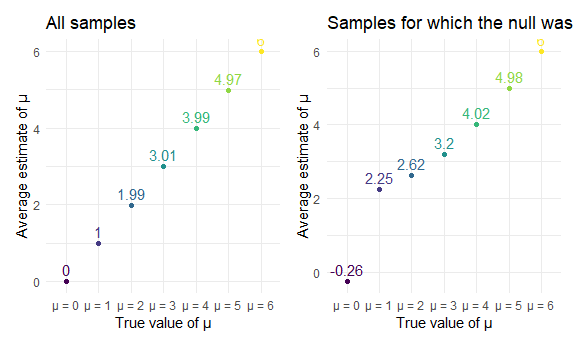 All samples
Average estimate of μ
6
4
2
0
0
1
1.99
3.01
3.99
4.97
μ = 0 μ = 1 μ = 2 μ = 3 μ = 4 μ = 5 μ = 6
True value of μ
Samples for which the null was
Average estimate of μ
6
4
2
0
-0.26
2.25
2.62
3.2
4.02
4.98
μ = 0 μ = 1 μ = 2 μ = 3 μ = 4 μ = 5 μ = 6
True value of μ